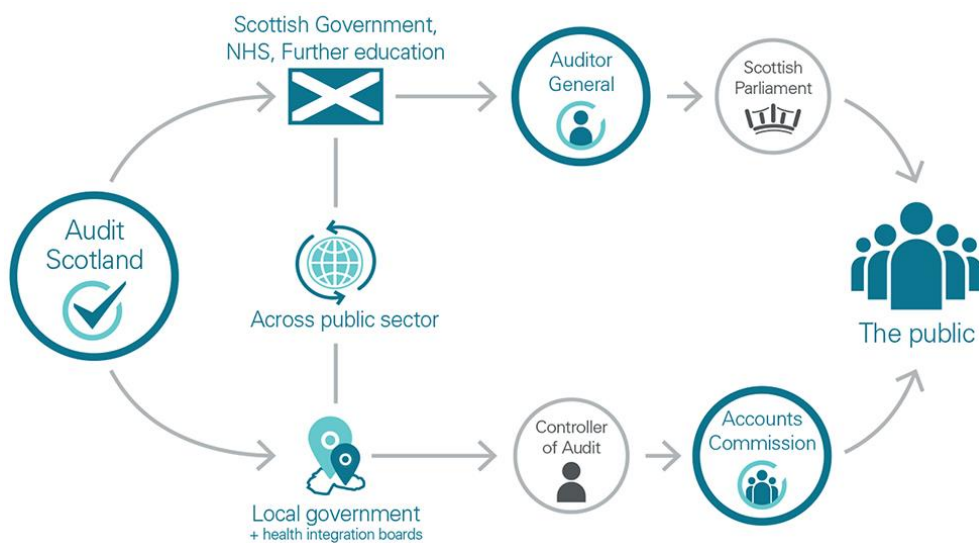 Scottish Government,
NHS, Further education
Auditor
General
Scottish
Parliament
Audit
Scotland
Across public sector
The public
Local government
+ health integration boards
Controller
of Audit
Accounts
Commission